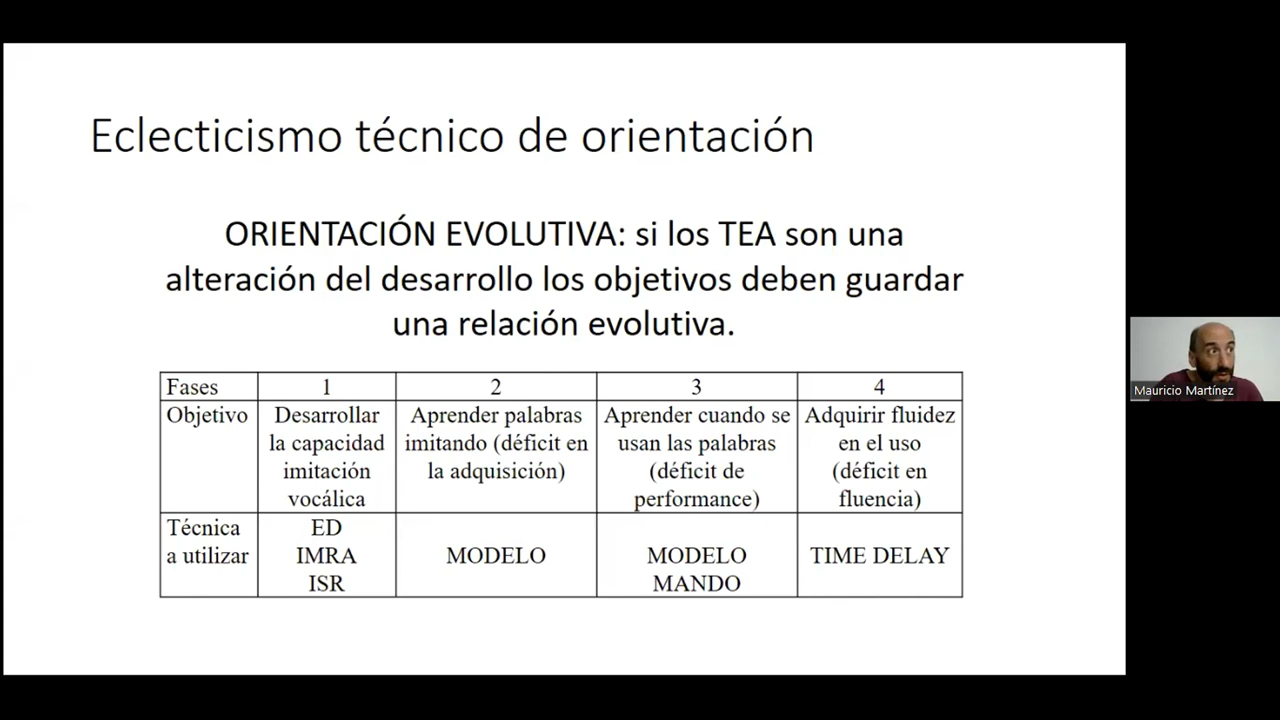 Eclecticismo técnico de orientación
ORIENTACIÓN EVOLUTIVA: si los TEA son una
alteración del desarrollo los objetivos deben guardar
una relación evolutiva.
Fases 1 2 3 4
Objetivo Desarrollar la capacidad imitación vocálica
Aprender palabras imitando (déficit en la adquisición)
Aprender cuando se usan las palabras (déficit de performance)
Adquirir fluidez en el uso (déficit en fluencia)
Técnica a utilizar ED IMRA ISR
MODELO
MODELO MANDO
TIME DELAY
Mauricio Martínez